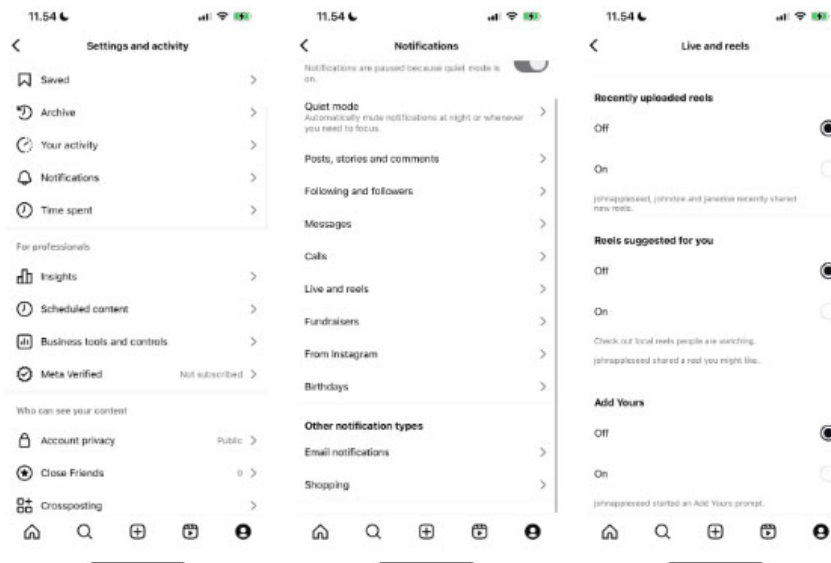 11.54
Settings and activity
Saved
Archive
Your activity
Notifications
Time spent
For professionals
Insights
Scheduled content
Business tools and controls
Meta Verified Not subscribed
Who can see your content
Account privacy Public
Close Friends 0
Crossposting
11.54
Notifications
Notifications are paused because quiet mode is
on.
Quiet mode
Automatically mute notifications at night or whenever
you need to focus.
Posts, stories and comments
Following and followers
Messages
Calls
Live and reels
Fundraisers
From Instagram
Birthdays
Other notification types
Email notifications
Shopping
11.54
Live and reels
Recently uploaded reels
Off
On
johnappleseed, johndoe and janedoe recently shared
new reels.
Reels suggested for you
Off
On
Check out local reels people are watching.
johnappleseed shared a reel you might like.
Add Yours
Off
On
johnappleseed started an Add Yours prompt.